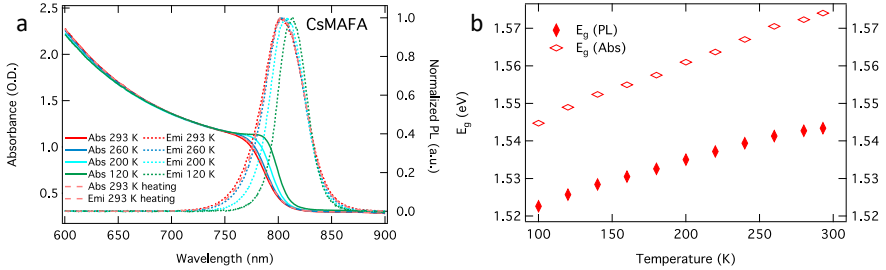 a
CsMAFA
2.5
2.0
1.5
1.0
0.5
Absorbance (O.D.)
1.0
0.8
0.6
0.4
0.2
0.0
Normalized PL (a.u.)
Abs 293 K
Emi 293 K
Abs 260 K
Emi 260 K
Abs 200 K
Emi 200 K
Abs 120 K
Emi 120 K
Abs 293 K heating
Emi 293 K heating
600
650
700
750
800
850
900
Wavelength (nm)
b
Eg (PL)
Eg (Abs)
1.57
1.56
1.55
1.54
1.53
1.52
Eg (eV)
1.57
1.56
1.55
1.54
1.53
1.52
100
150
200
250
300
Temperature (K)